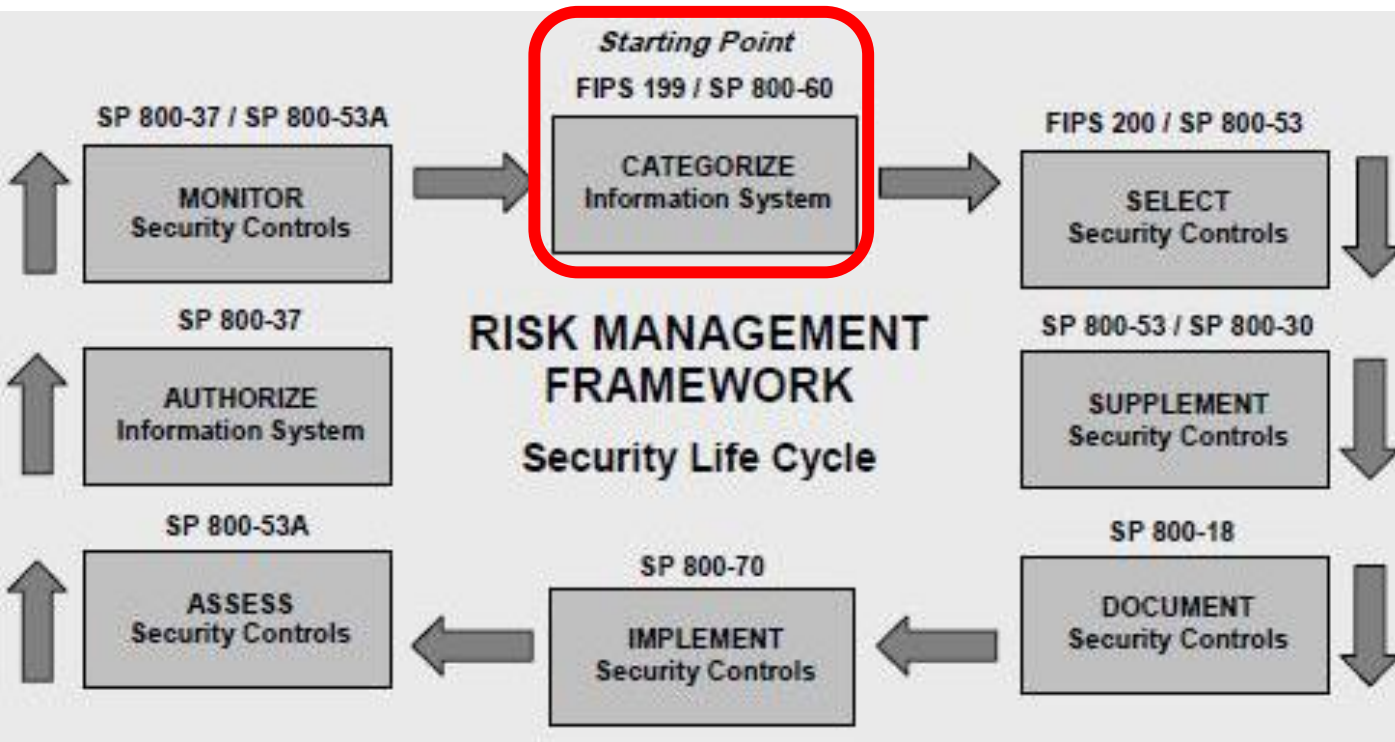 Starting Point
FIPS 199 / SP 800-60
CATEGORIZE
Information System
FIPS 200 / SP 800-53
SELECT
Security Controls
SP 800-53 / SP 800-30
SUPPLEMENT
Security Controls
SP 800-18
DOCUMENT
Security Controls
SP 800-70
IMPLEMENT
Security Controls
SP 800-53A
ASSESS
Security Controls
SP 800-37
AUTHORIZE
Information System
SP 800-37 / SP 800-53A
MONITOR
Security Controls
RISK MANAGEMENT
FRAMEWORK
Security Life Cycle